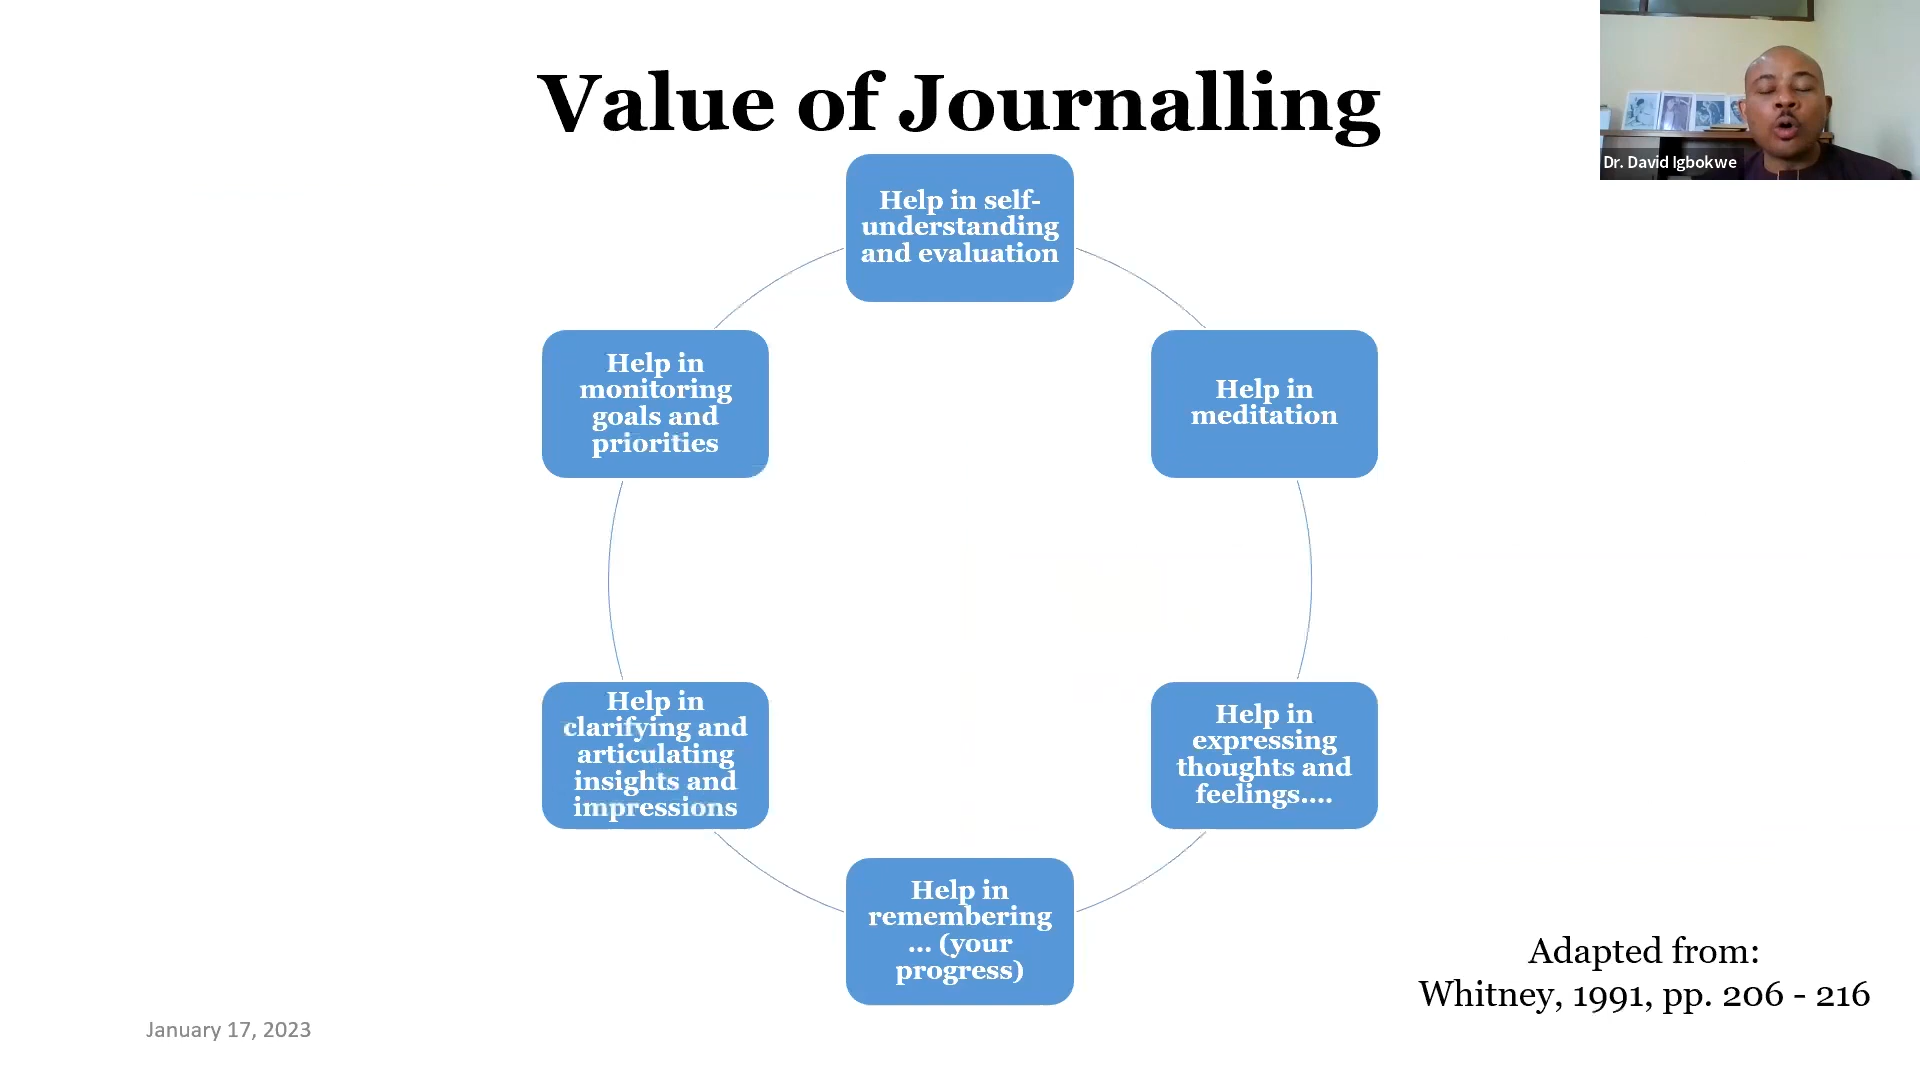 Value of Journalling
Dr. David Igbokwe
Help in self-
understanding
and evaluation
Help in
meditation
Help in
expressing
thoughts and
feelings....
Help in
remembering
... (your
progress)
Help in
clarifying and
articulating
insights and
impressions
Help in
monitoring
goals and
priorities
Adapted from:
Whitney, 1991, pp. 206 - 216
January 17, 2023